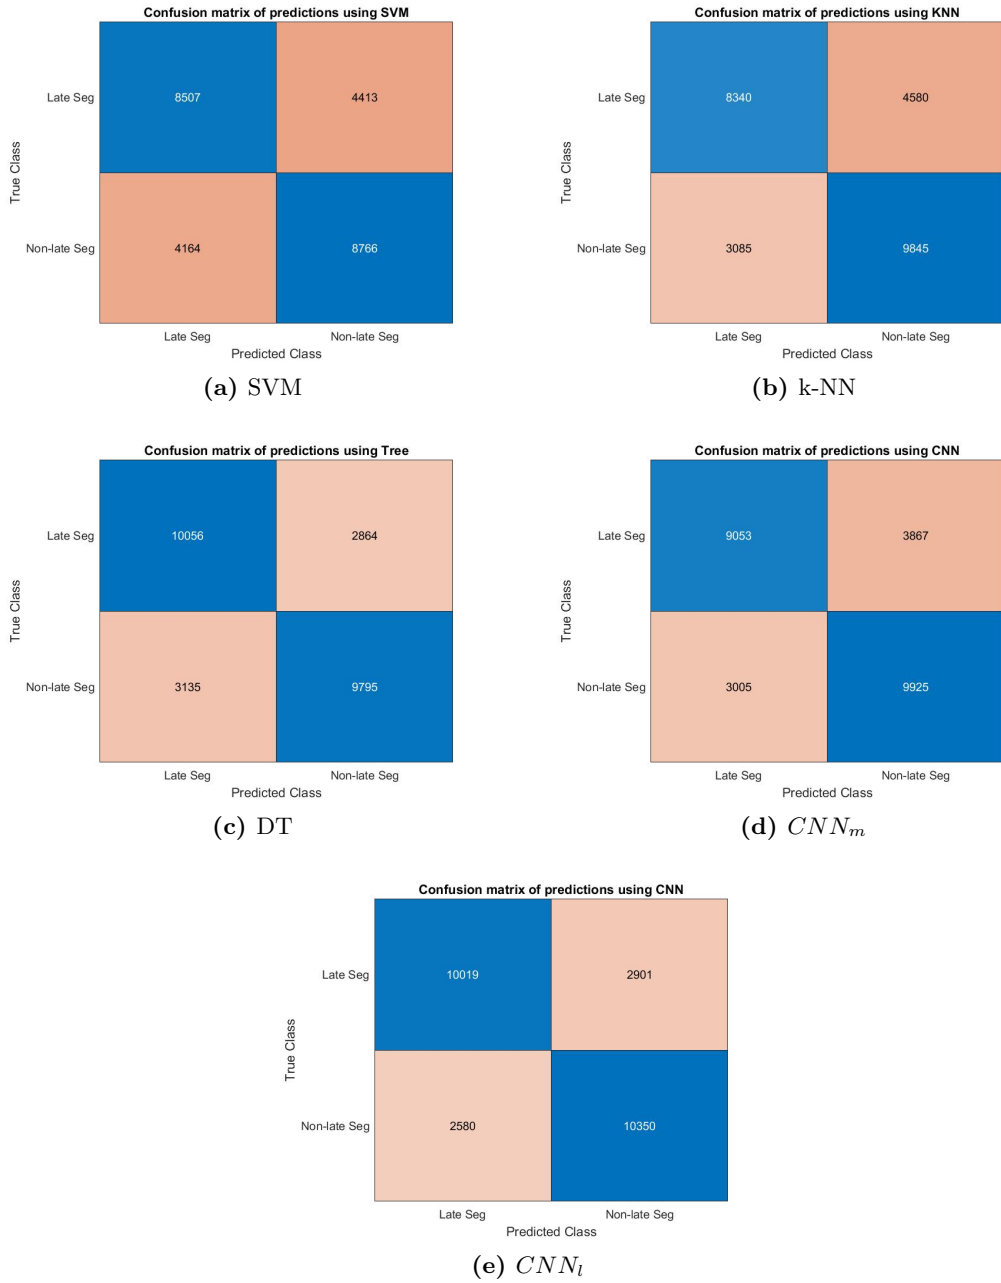 Confusion matrix of predictions using SVM
Late Seg
8507
4413
True Class
Non-late Seg
4164
8766
Late Seg
Non-late Seg
Predicted Class
(a) SVM
Confusion matrix of predictions using KNN
Late Seg
8340
4580
True Class
Non-late Seg
3085
9845
Late Seg
Non-late Seg
Predicted Class
(b) k-NN
Confusion matrix of predictions using Tree
Late Seg
10056
2864
True Class
Non-late Seg
3135
9795
Late Seg
Non-late Seg
Predicted Class
(c) DT
Confusion matrix of predictions using CNN
Late Seg
9053
3867
True Class
Non-late Seg
3005
9925
Late Seg
Non-late Seg
Predicted Class
(d) CNNₘ
Confusion matrix of predictions using CNN
Late Seg
10019
2901
True Class
Non-late Seg
2580
10350
Late Seg
Non-late Seg
Predicted Class
(e) CNNₗ